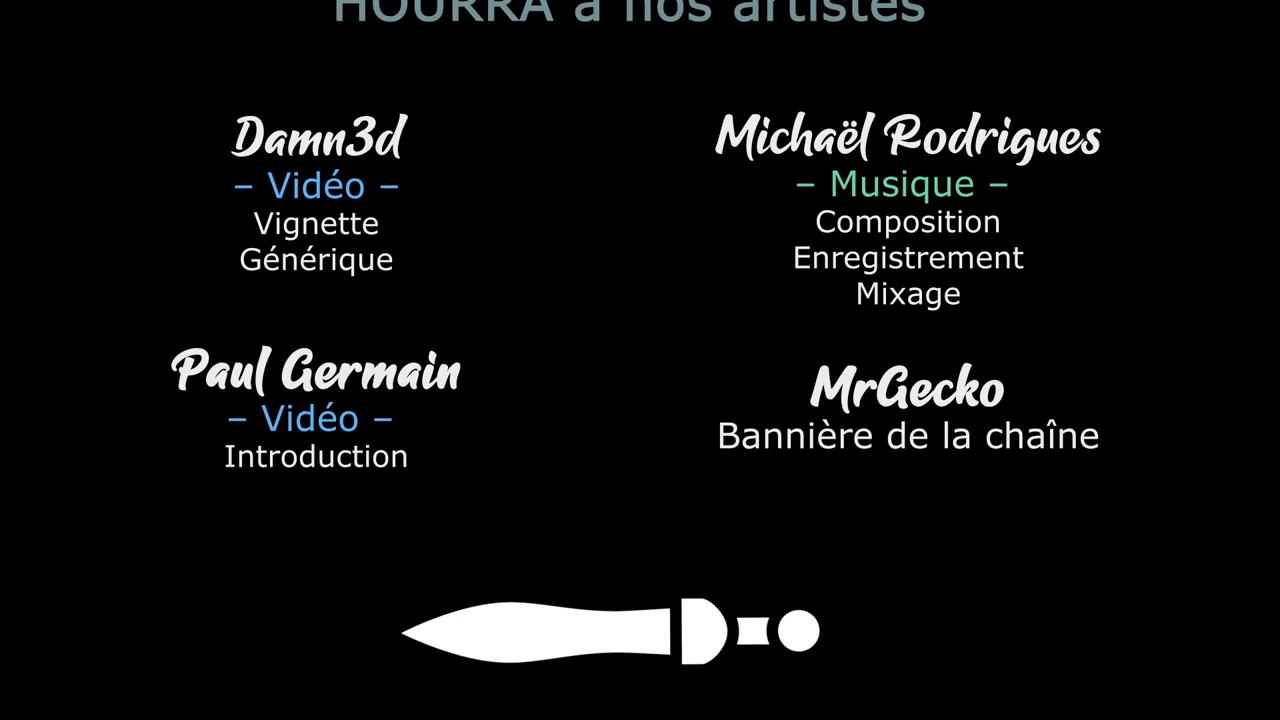 HOURRA à nos artistes
Damn3d
– Vidéo –
Vignette
Générique
Michaël Rodrigues
– Musique –
Composition
Enregistrement
Mixage
Paul Germain
– Vidéo –
Introduction
MrGecko
Bannière de la chaîne